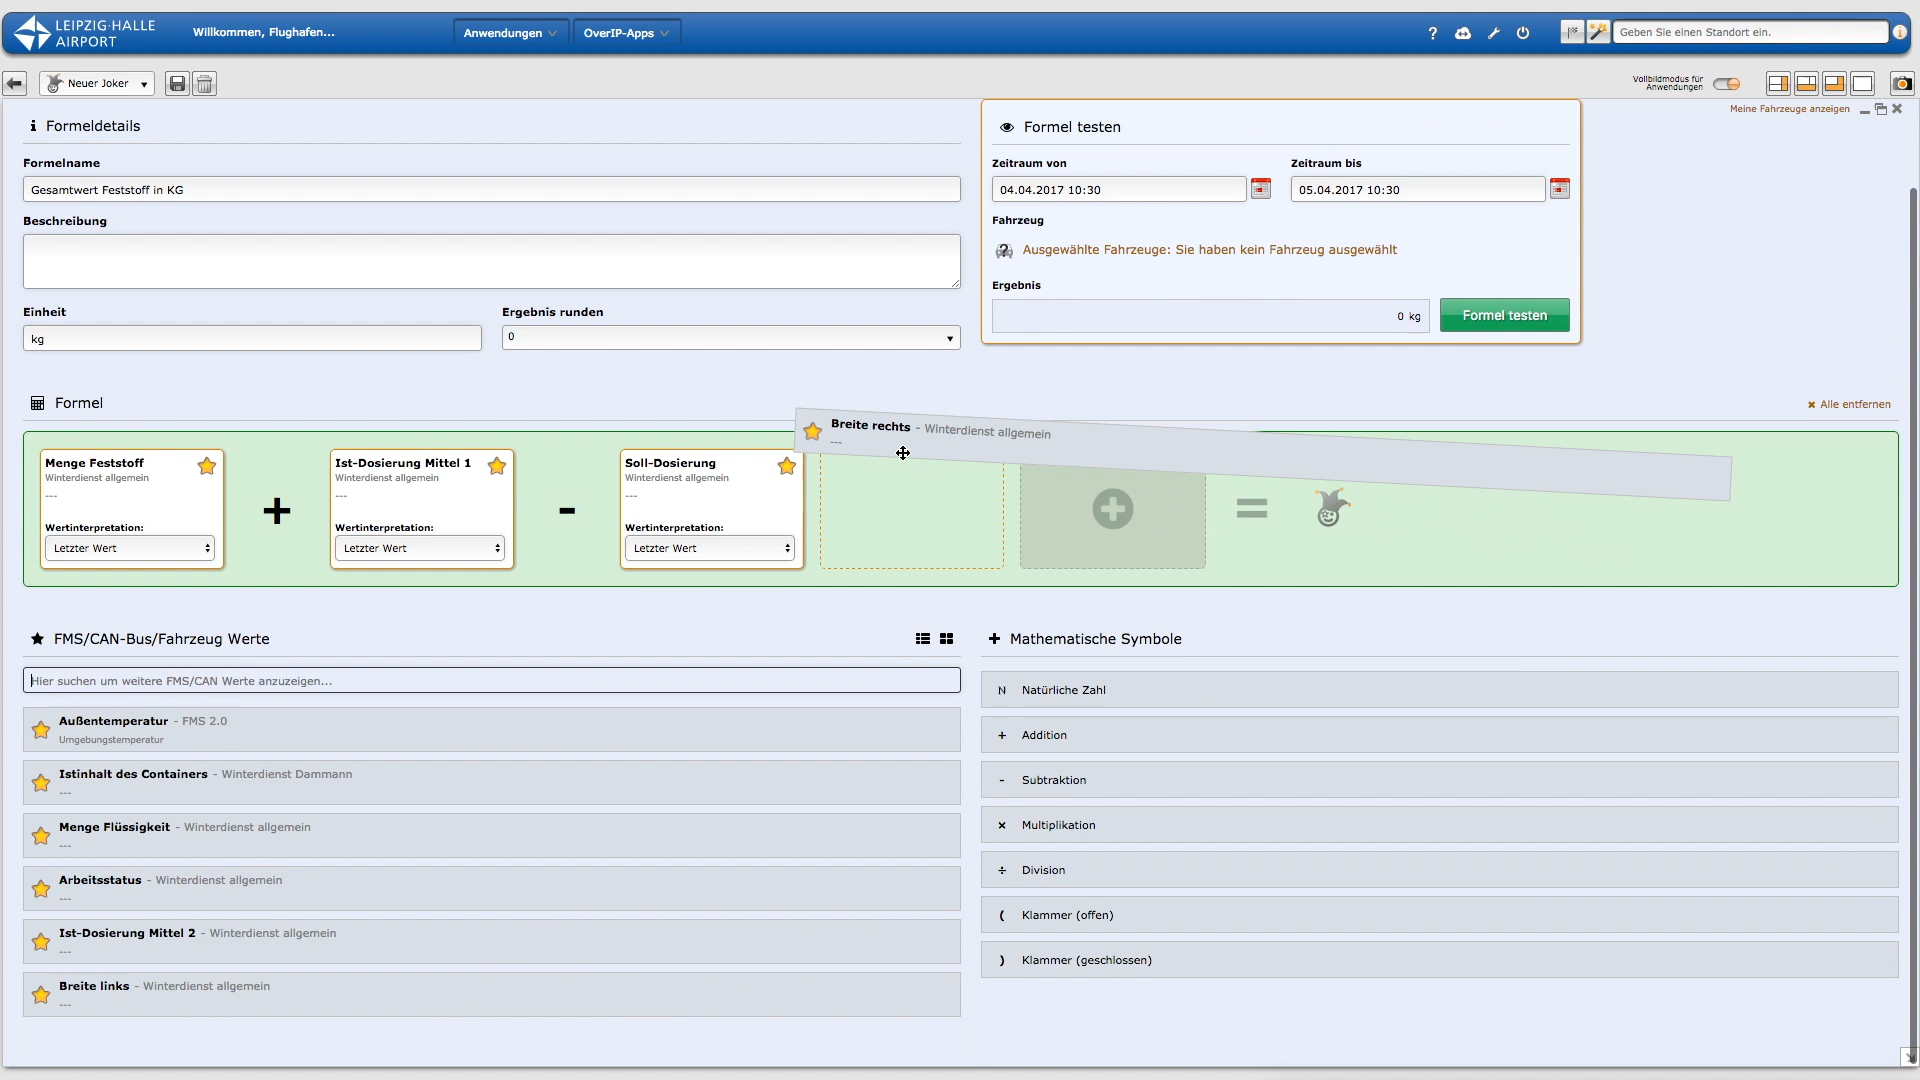 LEIPZIG·HALLE
AIRPORT
Willkommen, Flughafen...
Anwendungen
OverIP-Apps
?
Geben Sie einen Standort ein.
Neuer Joker
Vollbildmodus für
Anwendungen
Meine Fahrzeuge anzeigen
Formeldetails
Formelname
Gesamtwert Feststoff in KG
Beschreibung
Einheit
Ergebnis runden
kg
0
Formel testen
Zeitraum von
Zeitraum bis
04.04.2017 10:30
05.04.2017 10:30
Fahrzeug
Ausgewählte Fahrzeuge: Sie haben kein Fahrzeug ausgewählt
Ergebnis
0 kg
Formel testen
Formel
Alle entfernen
Breite rechts - Winterdienst allgemein
---
Menge Feststoff
Winterdienst allgemein
---
Wertinterpretation:
Letzter Wert
+
Ist-Dosierung Mittel 1
Winterdienst allgemein
---
Wertinterpretation:
Letzter Wert
-
Soll-Dosierung
Winterdienst allgemein
---
Wertinterpretation:
Letzter Wert
=
FMS/CAN-Bus/Fahrzeug Werte
Hier suchen um weitere FMS/CAN Werte anzuzeigen...
Außentemperatur - FMS 2.0
Umgebungstemperatur
Istinhalt des Containers - Winterdienst Dammann
---
Menge Flüssigkeit - Winterdienst allgemein
---
Arbeitsstatus - Winterdienst allgemein
---
Ist-Dosierung Mittel 2 - Winterdienst allgemein
---
Breite links - Winterdienst allgemein
---
Mathematische Symbole
N Natürliche Zahl
+ Addition
- Subtraktion
× Multiplikation
÷ Division
( Klammer (offen)
) Klammer (geschlossen)